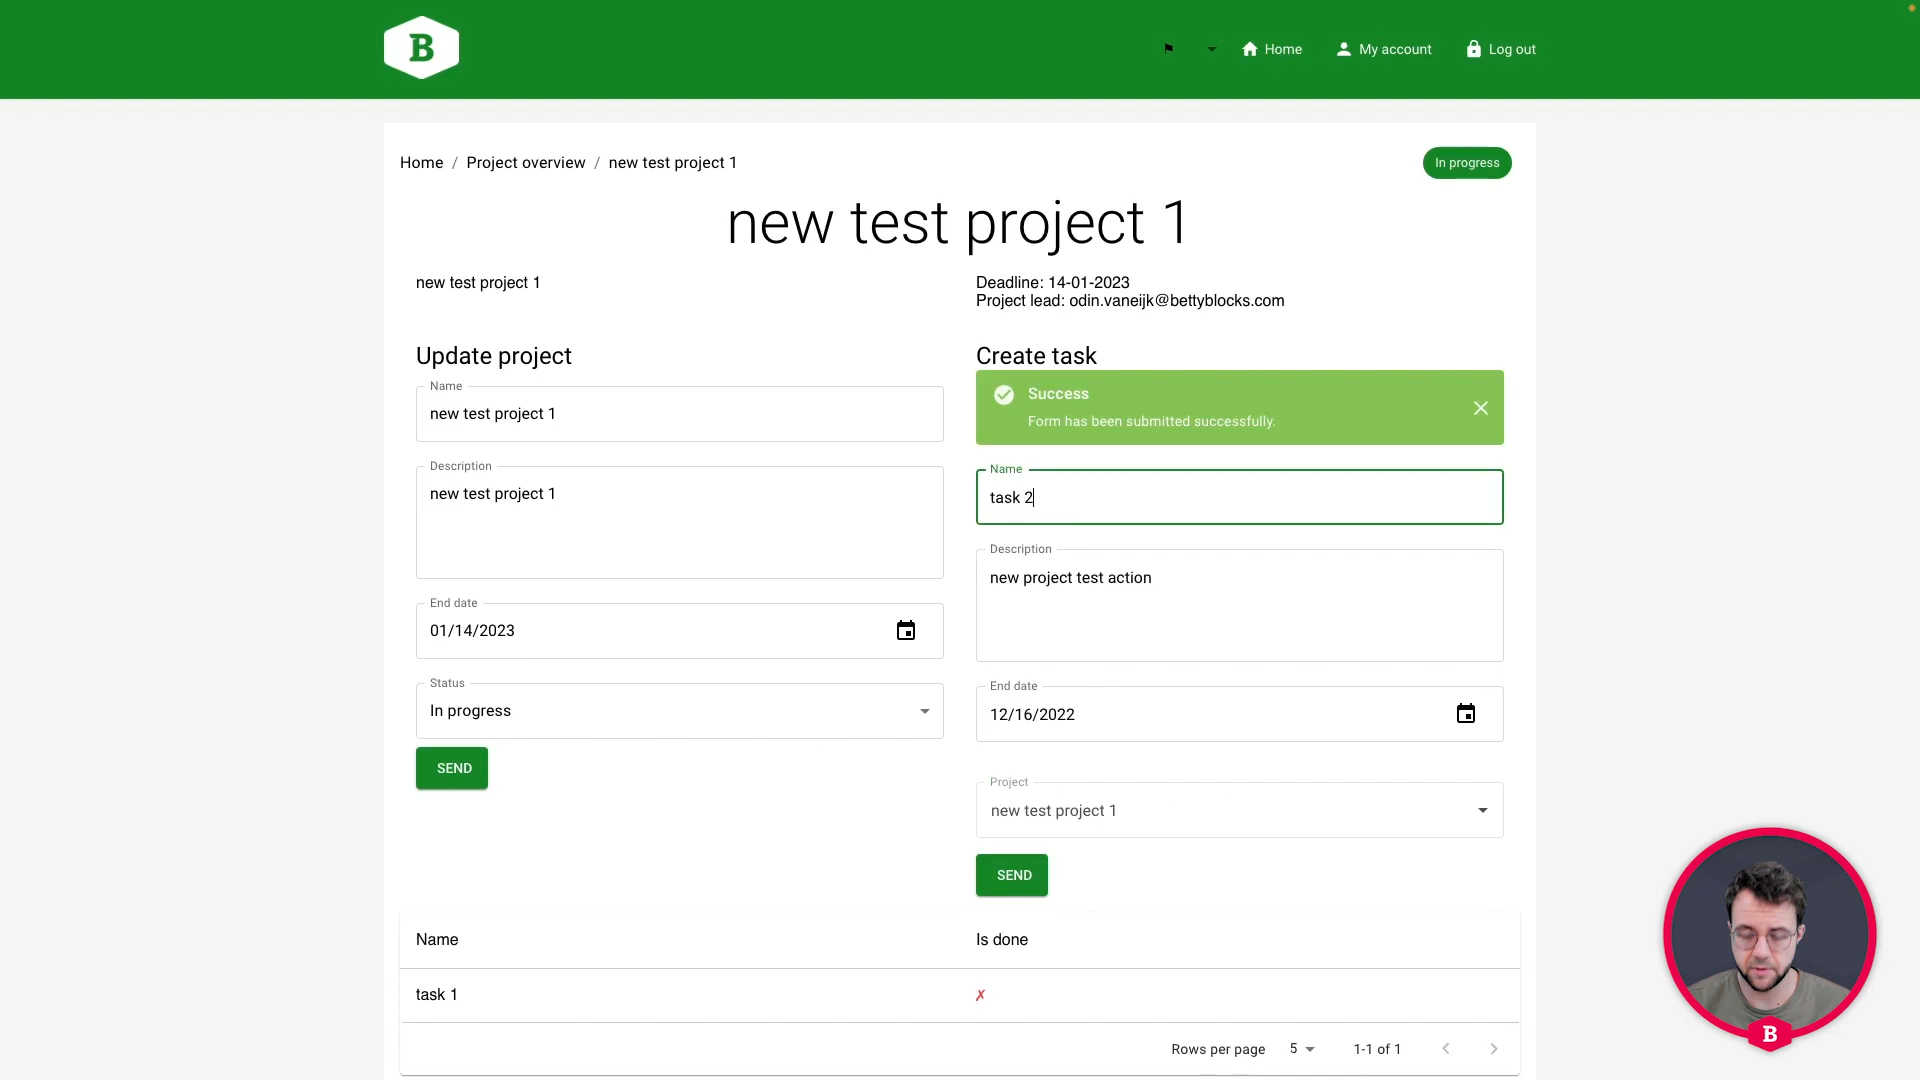 B
Home
My account
Log out
Home / Project overview / new test project 1
In progress
new test project 1
new test project 1
Deadline: 14-01-2023
Project lead: odin.vaneijk@bettyblocks.com
Update project
Name
new test project 1
Description
new test project 1
End date
01/14/2023
Status
In progress
SEND
Create task
Success
Form has been submitted successfully.
Name
task 2
Description
new project test action
End date
12/16/2022
Project
new test project 1
SEND
Name
Is done
task 1
✗
Rows per page
5
1-1 of 1
B